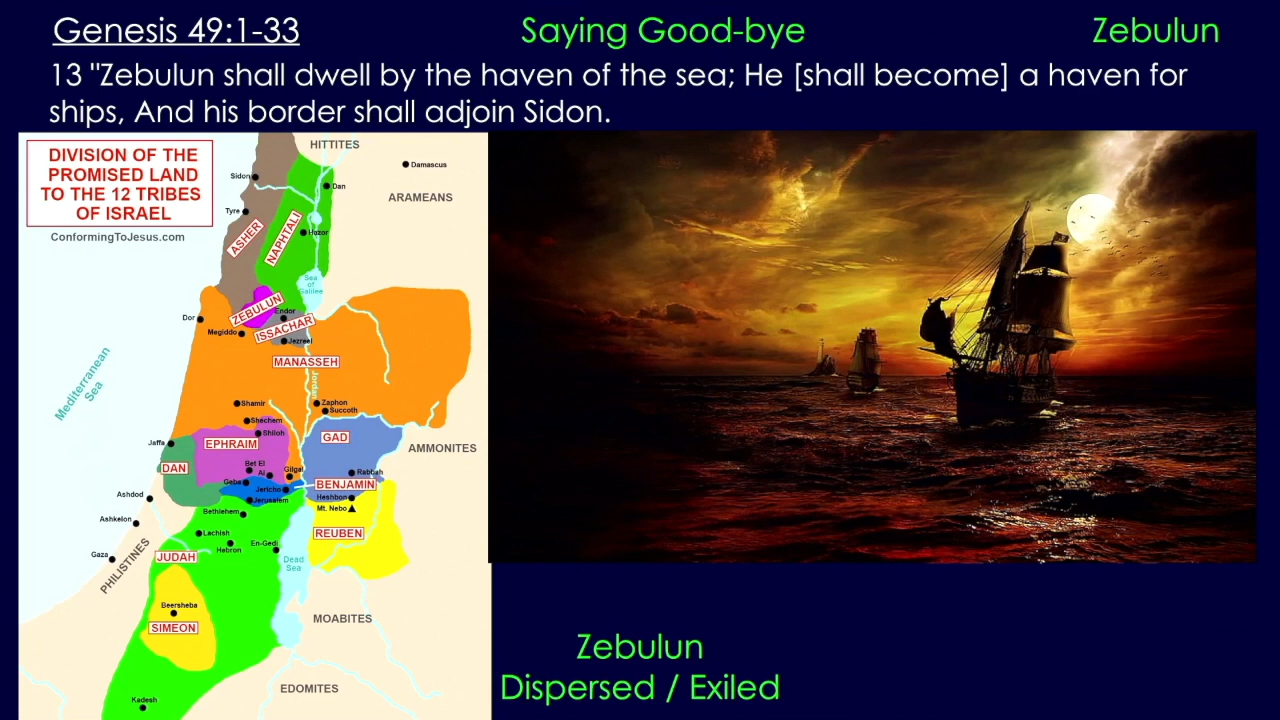 Genesis 49:1-33
Saying Good-bye
Zebulun
13 "Zebulun shall dwell by the haven of the sea; He [shall become] a haven for
ships, And his border shall adjoin Sidon.
DIVISION OF THE
PROMISED LAND
TO THE 12 TRIBES
OF ISRAEL
ConformingToJesus.com
HITTITES
Damascus
Sidon
Dan
ARAMEANS
Tyre
ASHER
NAPHTALI
Hazor
Sea
of
Galilee
ZEBULUN
Endor
Dor
Megiddo
ISSACHAR
Jezreel
MANASSEH
Mediterranean
Sea
Jordan
Shamir
Zaphon
Succoth
Shechem
Shiloh
Jaffa
EPHRAIM
GAD
AMMONITES
DAN
Bet El
Ai
Gilgal
Rabbah
Geba
Jericho
BENJAMIN
Ashdod
Jerusalem
Heshbon
Mt. Nebo
Bethlehem
Ashkelon
Lachish
REUBEN
Hebron
En-Gedi
Gaza
PHILISTINES
JUDAH
Dead
Sea
Beersheba
SIMEON
MOABITES
EDOMITES
Kadesh
Zebulun
Dispersed / Exiled